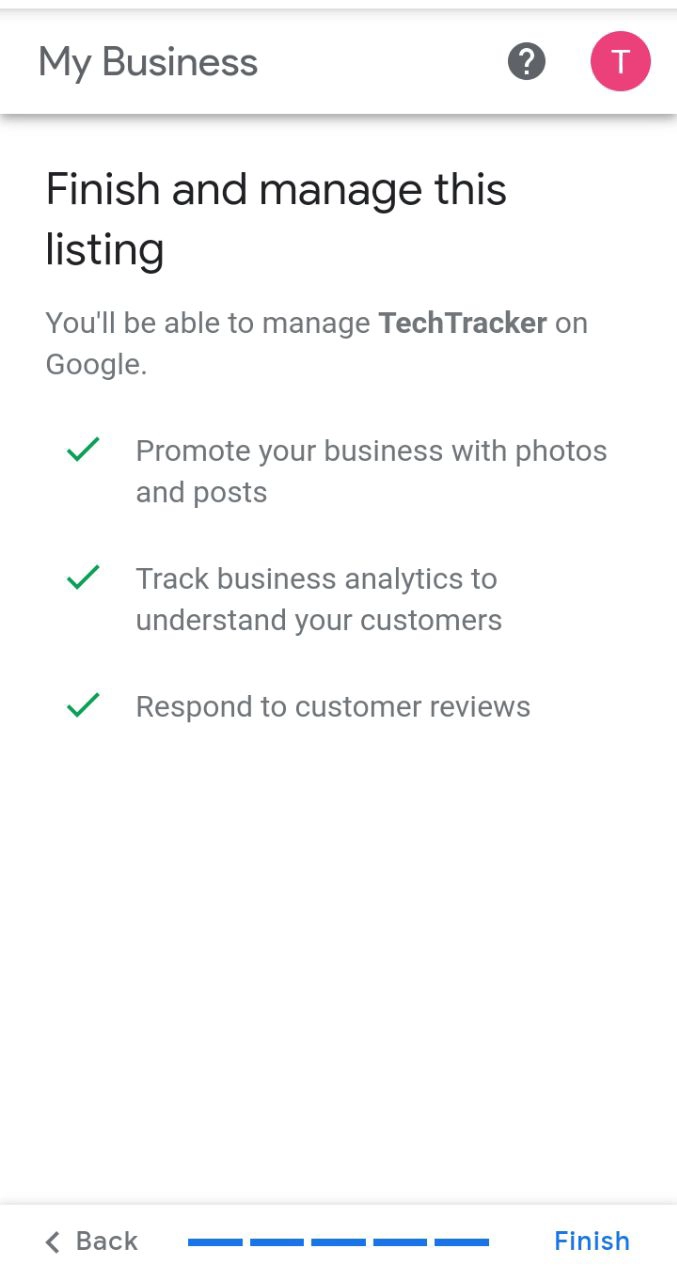 My Business
?
T
Finish and manage this
listing
You'll be able to manage TechTracker on
Google.
Promote your business with photos
and posts
Track business analytics to
understand your customers
Respond to customer reviews
Back
Finish